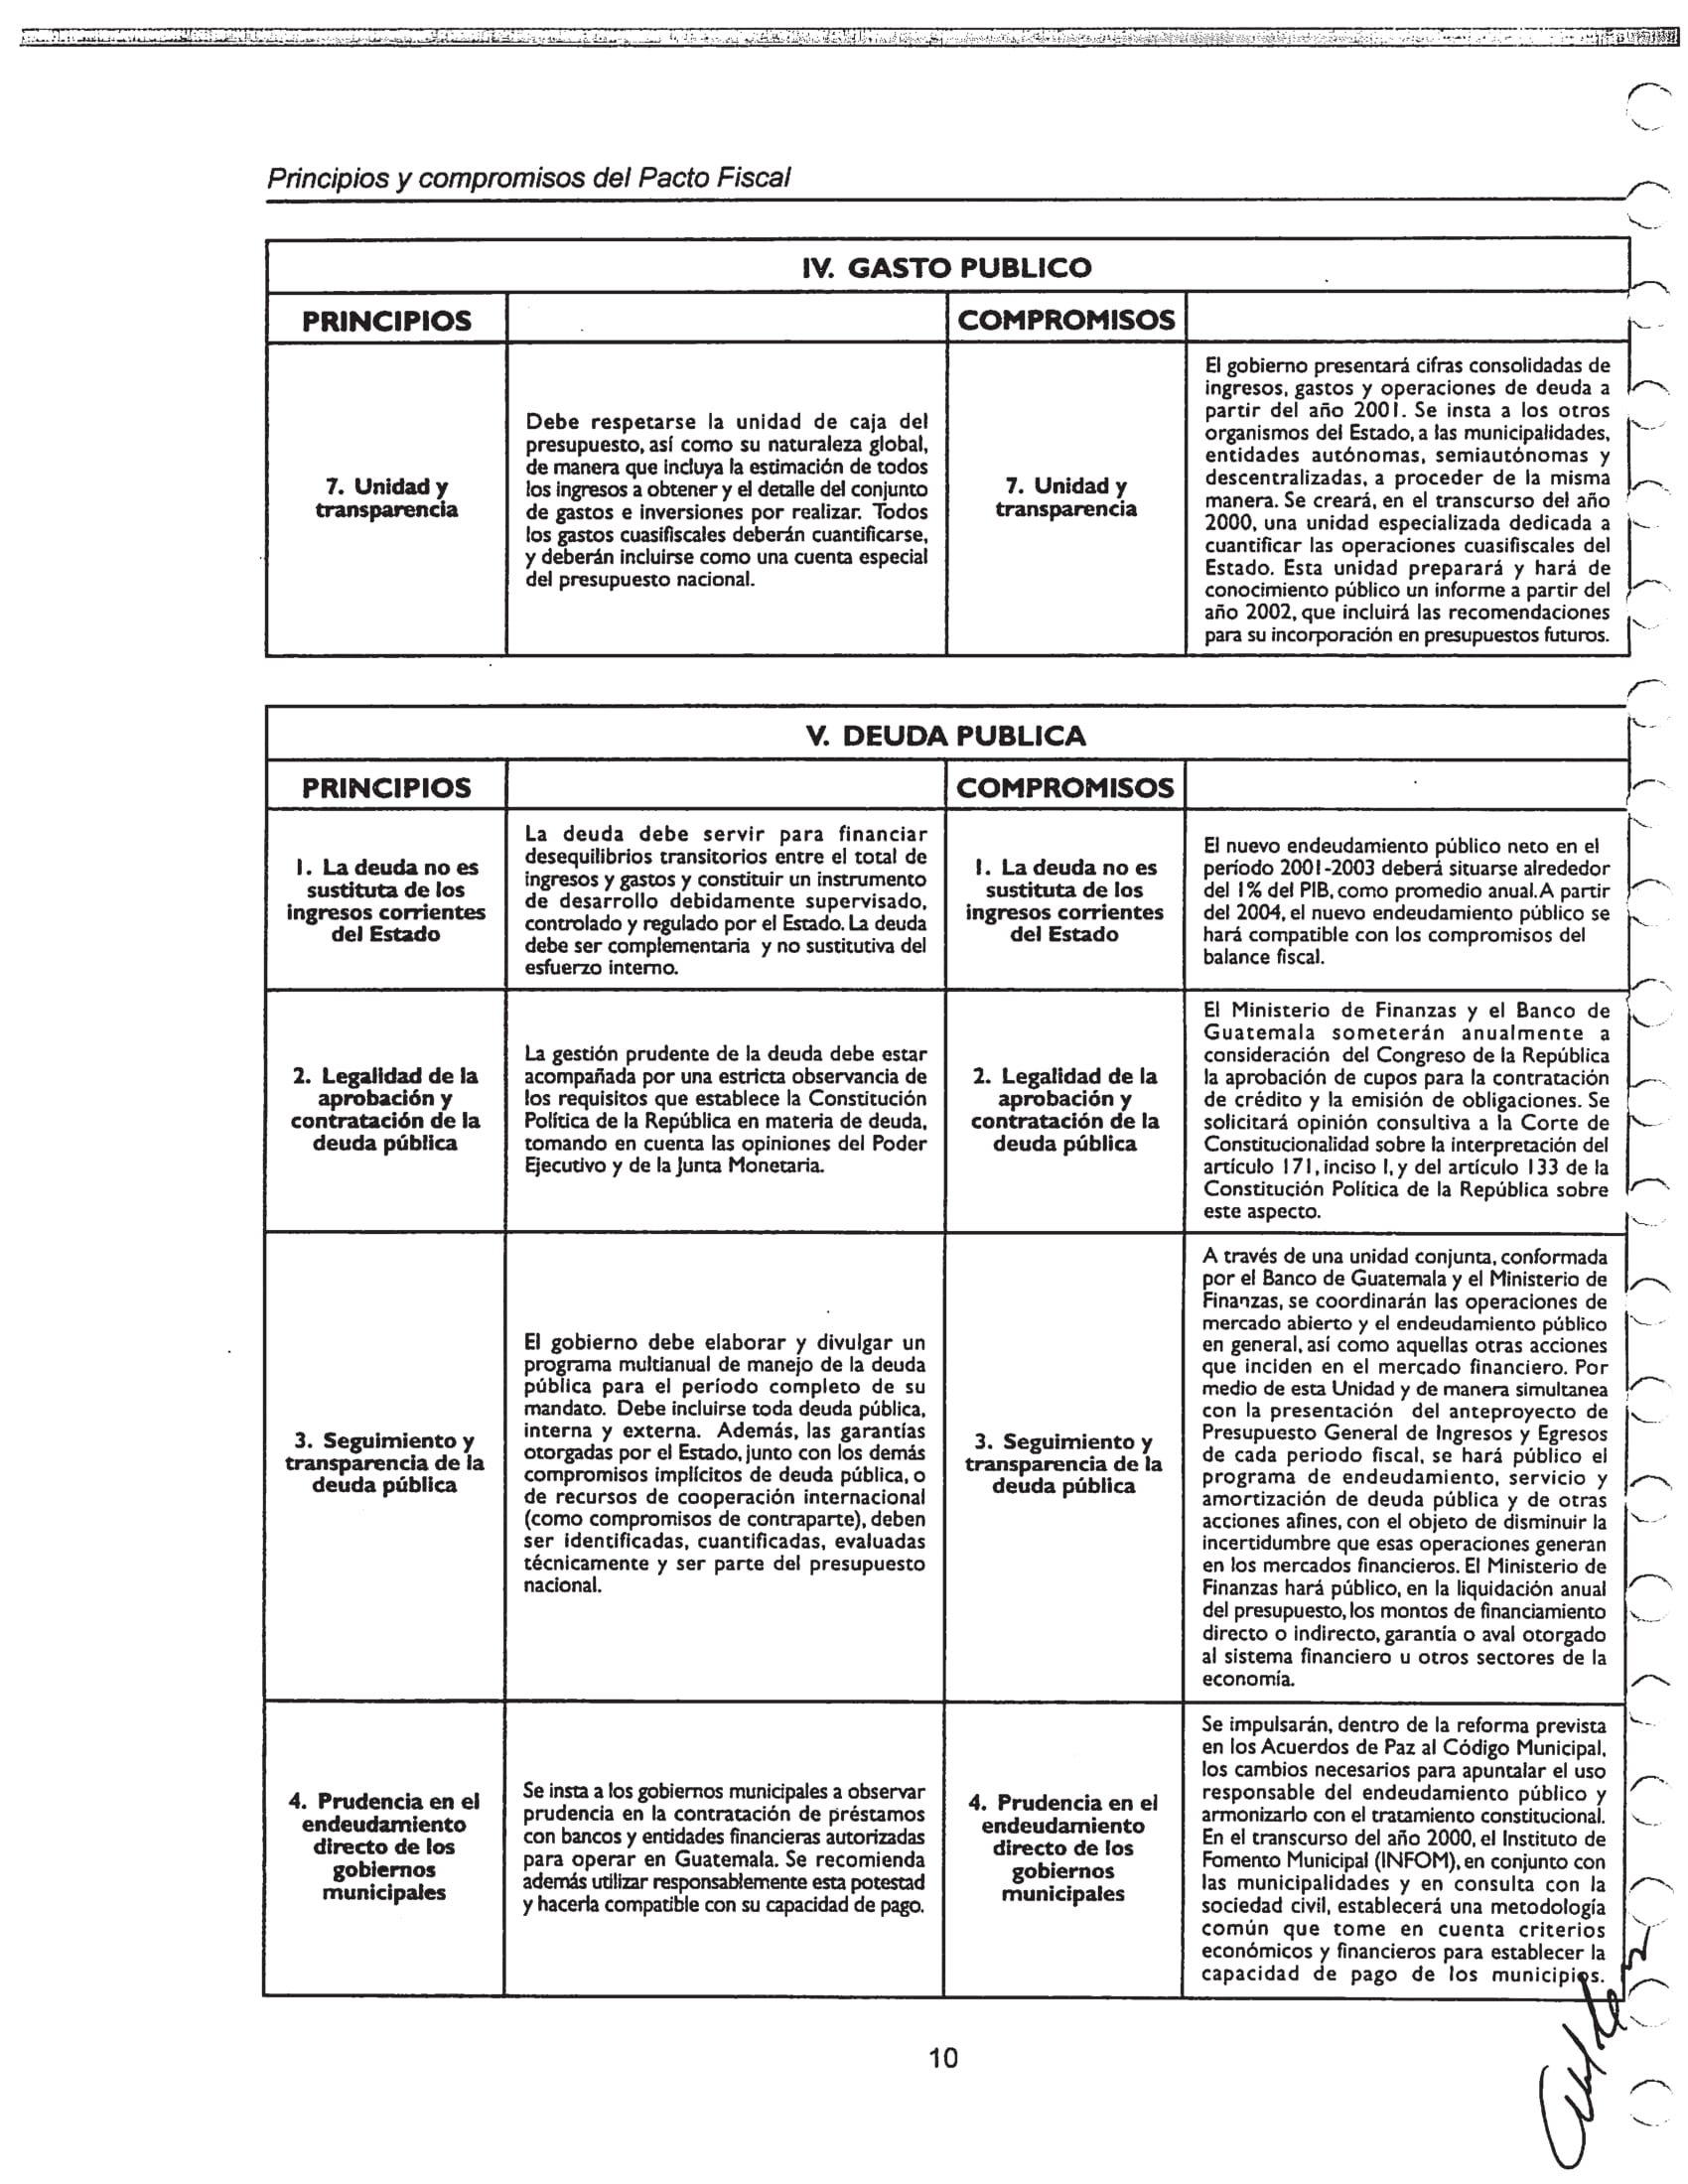 Principios y compromisos del Pacto Fiscal
IV. GASTO PUBLICO
PRINCIPIOS
COMPROMISOS
7. Unidad y
transparencia
Debe respetarse la unidad de caja del
presupuesto, así como su naturaleza global,
de manera que incluya la estimación de todos
los ingresos a obtener y el detalle del conjunto
de gastos e inversiones por realizar. Todos
los gastos cuasifiscales deberán cuantificarse,
y deberán incluirse como una cuenta especial
del presupuesto nacional.
7. Unidad y
transparencia
El gobierno presentará cifras consolidadas de
ingresos, gastos y operaciones de deuda a
partir del año 2001. Se insta a los otros
organismos del Estado, a las municipalidades,
entidades autónomas, semiautónomas y
descentralizadas, a proceder de la misma
manera. Se creará, en el transcurso del año
2000, una unidad especializada dedicada a
cuantificar las operaciones cuasifiscales del
Estado. Esta unidad preparará y hará de
conocimiento público un informe a partir del
año 2002, que incluirá las recomendaciones
para su incorporación en presupuestos futuros.
V. DEUDA PUBLICA
PRINCIPIOS
COMPROMISOS
1. La deuda no es
sustituta de los
ingresos corrientes
del Estado
La deuda debe servir para financiar
desequilibrios transitorios entre el total de
ingresos y gastos y constituir un instrumento
de desarrollo debidamente supervisado,
controlado y regulado por el Estado. La deuda
debe ser complementaria y no sustitutiva del
esfuerzo interno.
1. La deuda no es
sustituta de los
ingresos corrientes
del Estado
El nuevo endeudamiento público neto en el
período 2001-2003 deberá situarse alrededor
del 1% del PIB, como promedio anual. A partir
del 2004, el nuevo endeudamiento público se
hará compatible con los compromisos del
balance fiscal.
2. Legalidad de la
aprobación y
contratación de la
deuda pública
La gestión prudente de la deuda debe estar
acompañada por una estricta observancia de
los requisitos que establece la Constitución
Política de la República en materia de deuda,
tomando en cuenta las opiniones del Poder
Ejecutivo y de la Junta Monetaria.
2. Legalidad de la
aprobación y
contratación de la
deuda pública
El Ministerio de Finanzas y el Banco de
Guatemala someterán anualmente a
consideración del Congreso de la República
la aprobación de cupos para la contratación
de crédito y la emisión de obligaciones. Se
solicitará opinión consultiva a la Corte de
Constitucionalidad sobre la interpretación del
artículo 171, inciso I, y del artículo 133 de la
Constitución Política de la República sobre
este aspecto.
3. Seguimiento y
transparencia de la
deuda pública
El gobierno debe elaborar y divulgar un
programa multianual de manejo de la deuda
pública para el período completo de su
mandato. Debe incluirse toda deuda pública,
interna y externa. Además, las garantías
otorgadas por el Estado, junto con los demás
compromisos implícitos de deuda pública, o
de recursos de cooperación internacional
(como compromisos de contraparte), deben
ser identificadas, cuantificadas, evaluadas
técnicamente y ser parte del presupuesto
nacional.
3. Seguimiento y
transparencia de la
deuda pública
A través de una unidad conjunta, conformada
por el Banco de Guatemala y el Ministerio de
Finanzas, se coordinarán las operaciones de
mercado abierto y el endeudamiento público
en general, así como aquellas otras acciones
que inciden en el mercado financiero. Por
medio de esta Unidad y de manera simultanea
con la presentación del anteproyecto de
Presupuesto General de Ingresos y Egresos
de cada periodo fiscal, se hará público el
programa de endeudamiento, servicio y
amortización de deuda pública y de otras
acciones afines, con el objeto de disminuir la
incertidumbre que esas operaciones generan
en los mercados financieros. El Ministerio de
Finanzas hará público, en la liquidación anual
del presupuesto, los montos de financiamiento
directo o indirecto, garantía o aval otorgado
al sistema financiero u otros sectores de la
economía.
4. Prudencia en el
endeudamiento
directo de los
gobiernos
municipales
Se insta a los gobiernos municipales a observar
prudencia en la contratación de préstamos
con bancos y entidades financieras autorizadas
para operar en Guatemala. Se recomienda
además utilizar responsablemente esta potestad
y hacerla compatible con su capacidad de pago.
4. Prudencia en el
endeudamiento
directo de los
gobiernos
municipales
Se impulsarán, dentro de la reforma prevista
en los Acuerdos de Paz al Código Municipal,
los cambios necesarios para apuntalar el uso
responsable del endeudamiento público y
armonizarlo con el tratamiento constitucional.
En el transcurso del año 2000, el Instituto de
Fomento Municipal (INFOM), en conjunto con
las municipalidades y en consulta con la
sociedad civil, establecerá una metodología
común que tome en cuenta criterios
económicos y financieros para establecer la
capacidad de pago de los municipios.
10